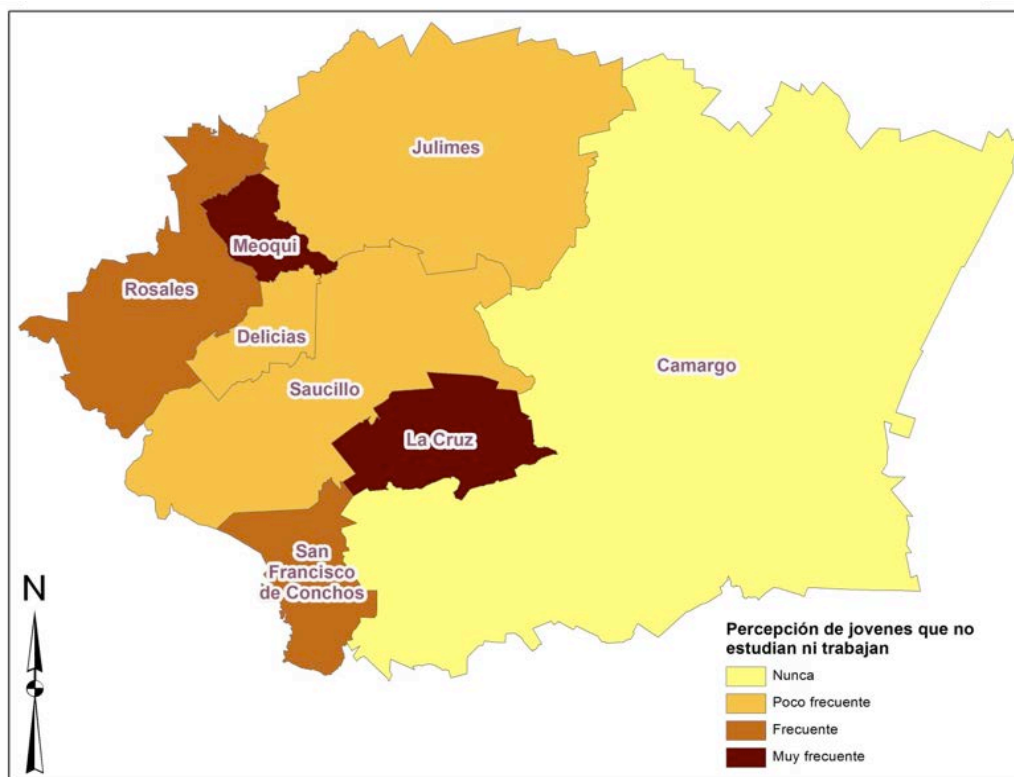 Julimes
Meoqui
Rosales
Delicias
Camargo
Saucillo
La Cruz
San
Francisco
de Conchos
N
Percepción de jovenes que no
estudian ni trabajan
Nunca
Poco frecuente
Frecuente
Muy frecuente